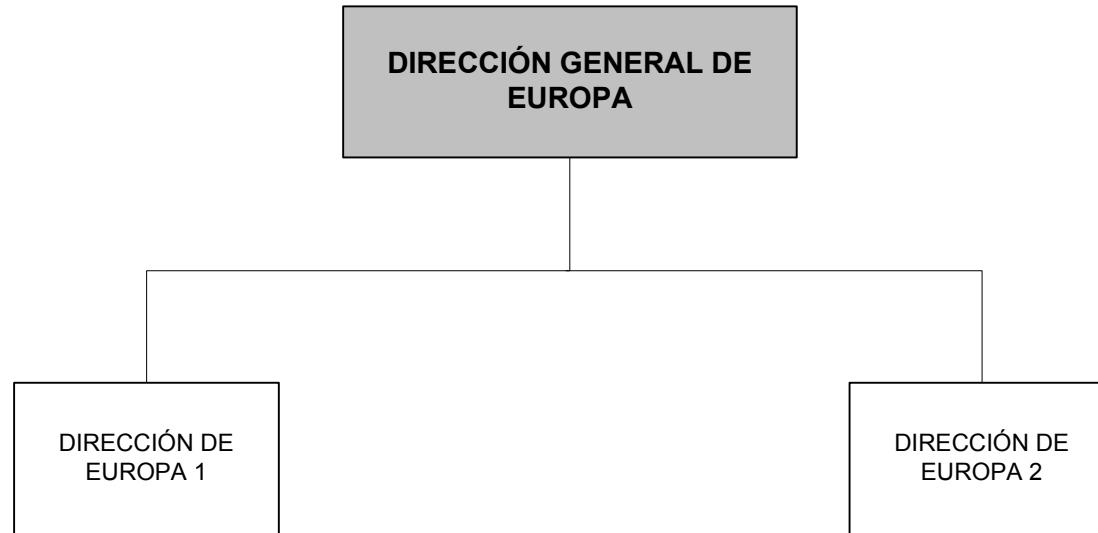 DIRECCIÓN GENERAL DE
EUROPA
DIRECCIÓN DE
EUROPA 1
DIRECCIÓN DE
EUROPA 2